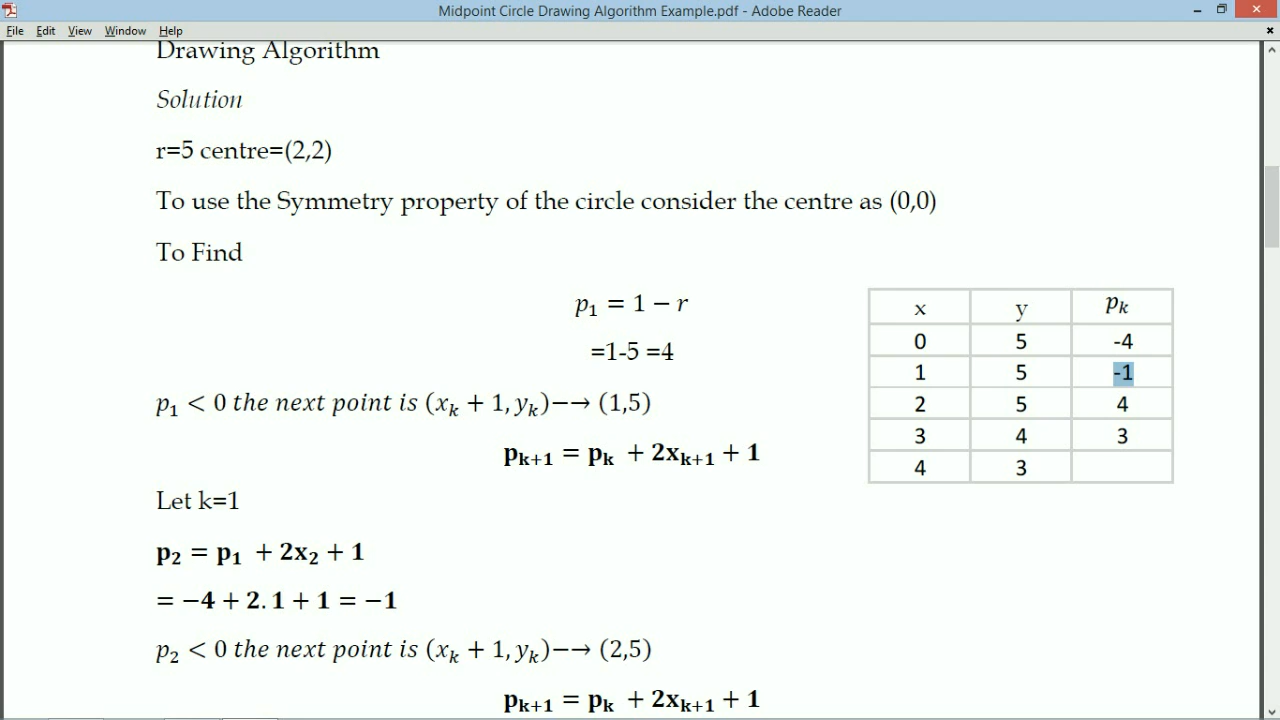 Midpoint Circle Drawing Algorithm Example.pdf - Adobe Reader
File Edit View Window Help
Drawing Algorithm
Solution
r=5 centre=(2,2)
To use the Symmetry property of the circle consider the centre as (0,0)
To Find
p₁ = 1 − r
=1-5 =4
p₁ < 0 the next point is (xₖ + 1, yₖ)−→ (1,5)
pₖ₊₁ = pₖ + 2xₖ₊₁ + 1
Let k=1
p₂ = p₁ + 2x₂ + 1
= −4 + 2.1 + 1 = −1
p₂ < 0 the next point is (xₖ + 1, yₖ)−→ (2,5)
pₖ₊₁ = pₖ + 2xₖ₊₁ + 1
x y pₖ
0 5 -4
1 5 -1
2 5 4
3 4 3
4 3